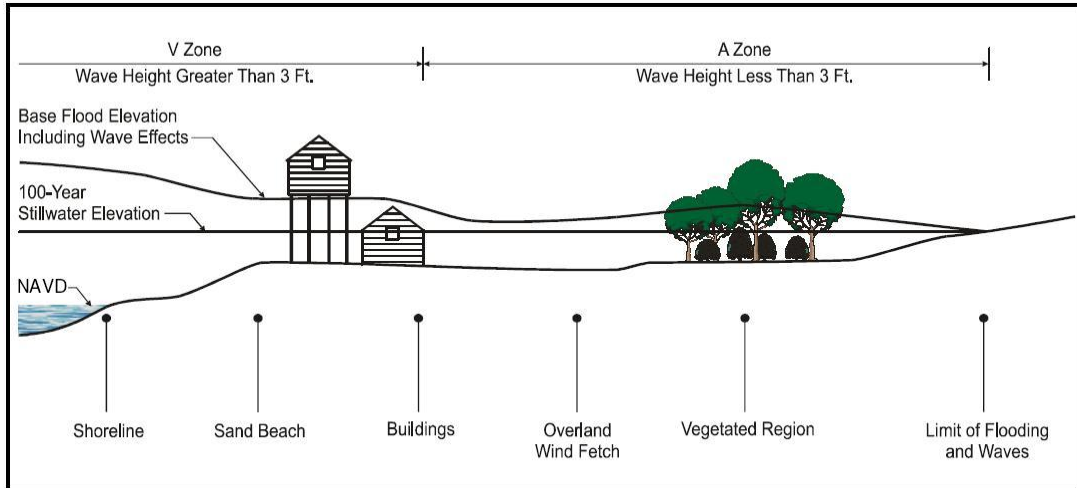 V Zone
Wave Height Greater Than 3 Ft.
A Zone
Wave Height Less Than 3 Ft.
Base Flood Elevation
Including Wave Effects
100-Year
Stillwater Elevation
NAVD
Shoreline
Sand Beach
Buildings
Overland
Wind Fetch
Vegetated Region
Limit of Flooding
and Waves